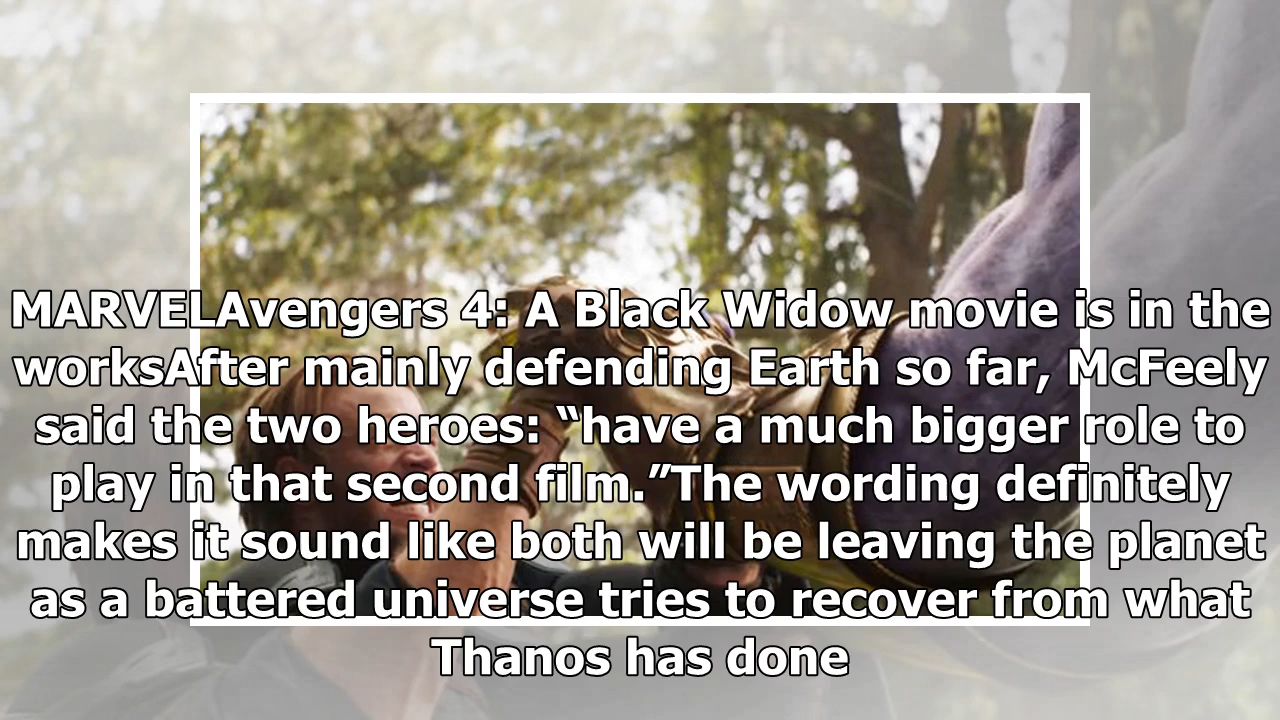 MARVELAvengers 4: A Black Widow movie is in the
worksAfter mainly defending Earth so far, McFeely
said the two heroes: “have a much bigger role to
play in that second film.”The wording definitely
makes it sound like both will be leaving the planet
as a battered universe tries to recover from what
Thanos has done